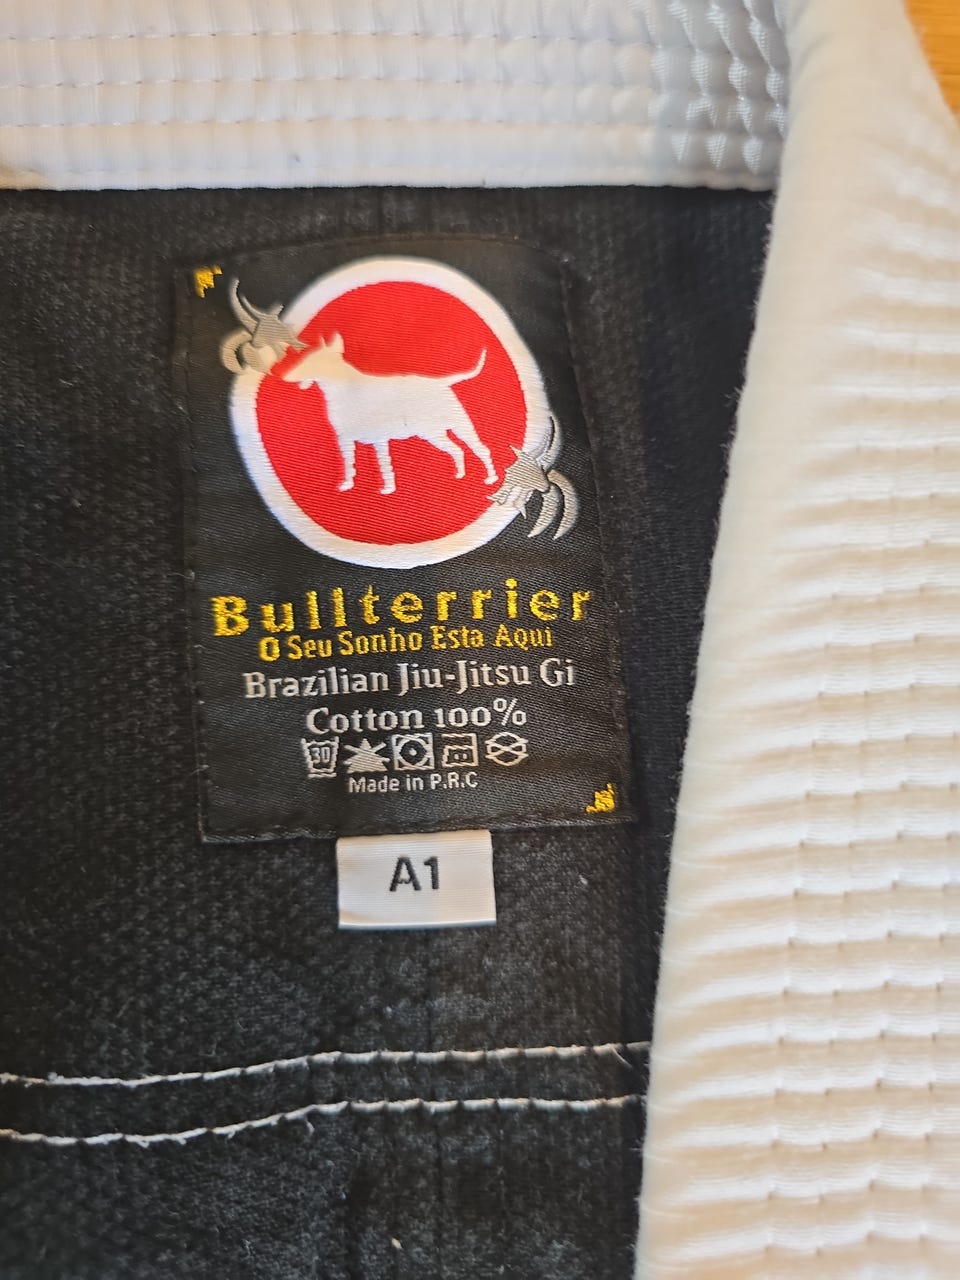 Bullterrier
O Seu Sonho Esta Aqui
Brazilian Jiu-Jitsu Gi
Cotton 100%
30
Made in P.R.C
A1